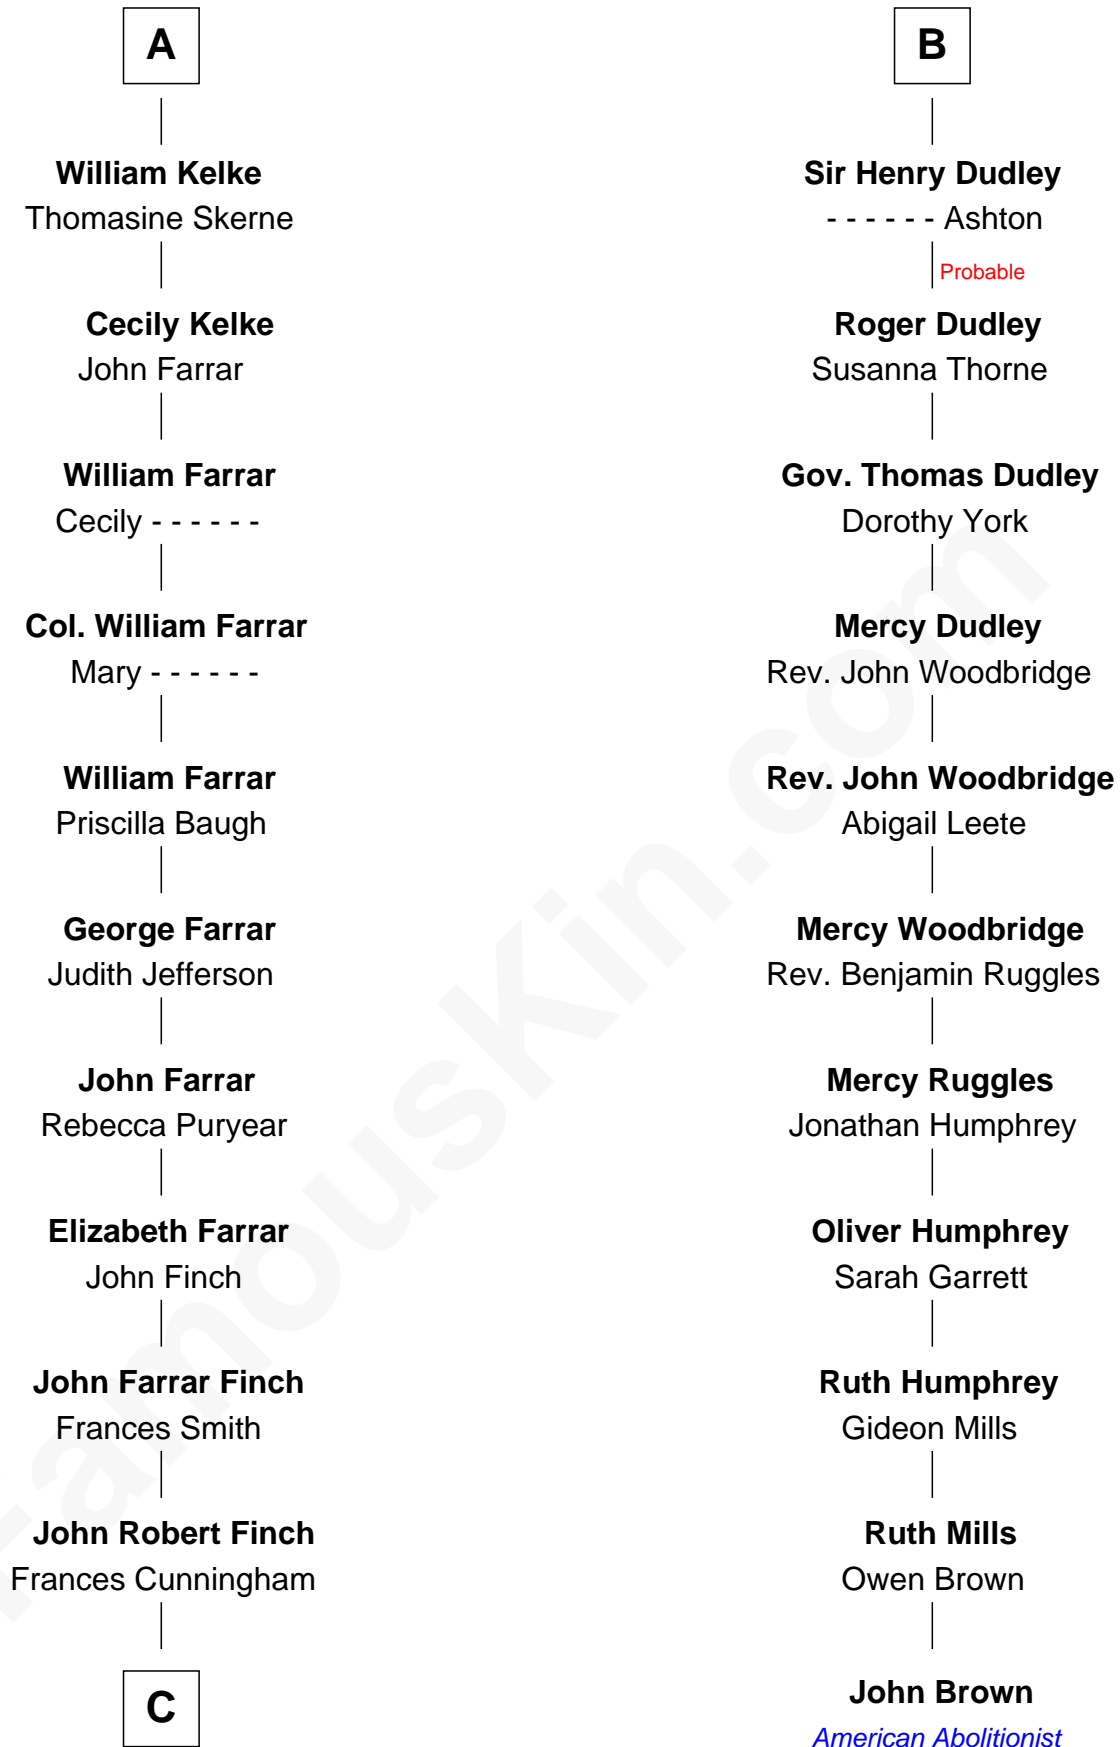 A
William Kelke
Thomasine Skerne
Cecily Kelke
John Farrar
William Farrar
Cecily - - - - - -
Col. William Farrar
Mary - - - - - -
William Farrar
Priscilla Baugh
George Farrar
Judith Jefferson
John Farrar
Rebecca Puryear
Elizabeth Farrar
John Finch
John Farrar Finch
Frances Smith
John Robert Finch
Frances Cunningham
C
B
Sir Henry Dudley
- - - - - - Ashton
Probable
Roger Dudley
Susanna Thorne
Gov. Thomas Dudley
Dorothy York
Mercy Dudley
Rev. John Woodbridge
Rev. John Woodbridge
Abigail Leete
Mercy Woodbridge
Rev. Benjamin Ruggles
Mercy Ruggles
Jonathan Humphrey
Oliver Humphrey
Sarah Garrett
Ruth Humphrey
Gideon Mills
Ruth Mills
Owen Brown
John Brown
American Abolitionist
FamousKin.com